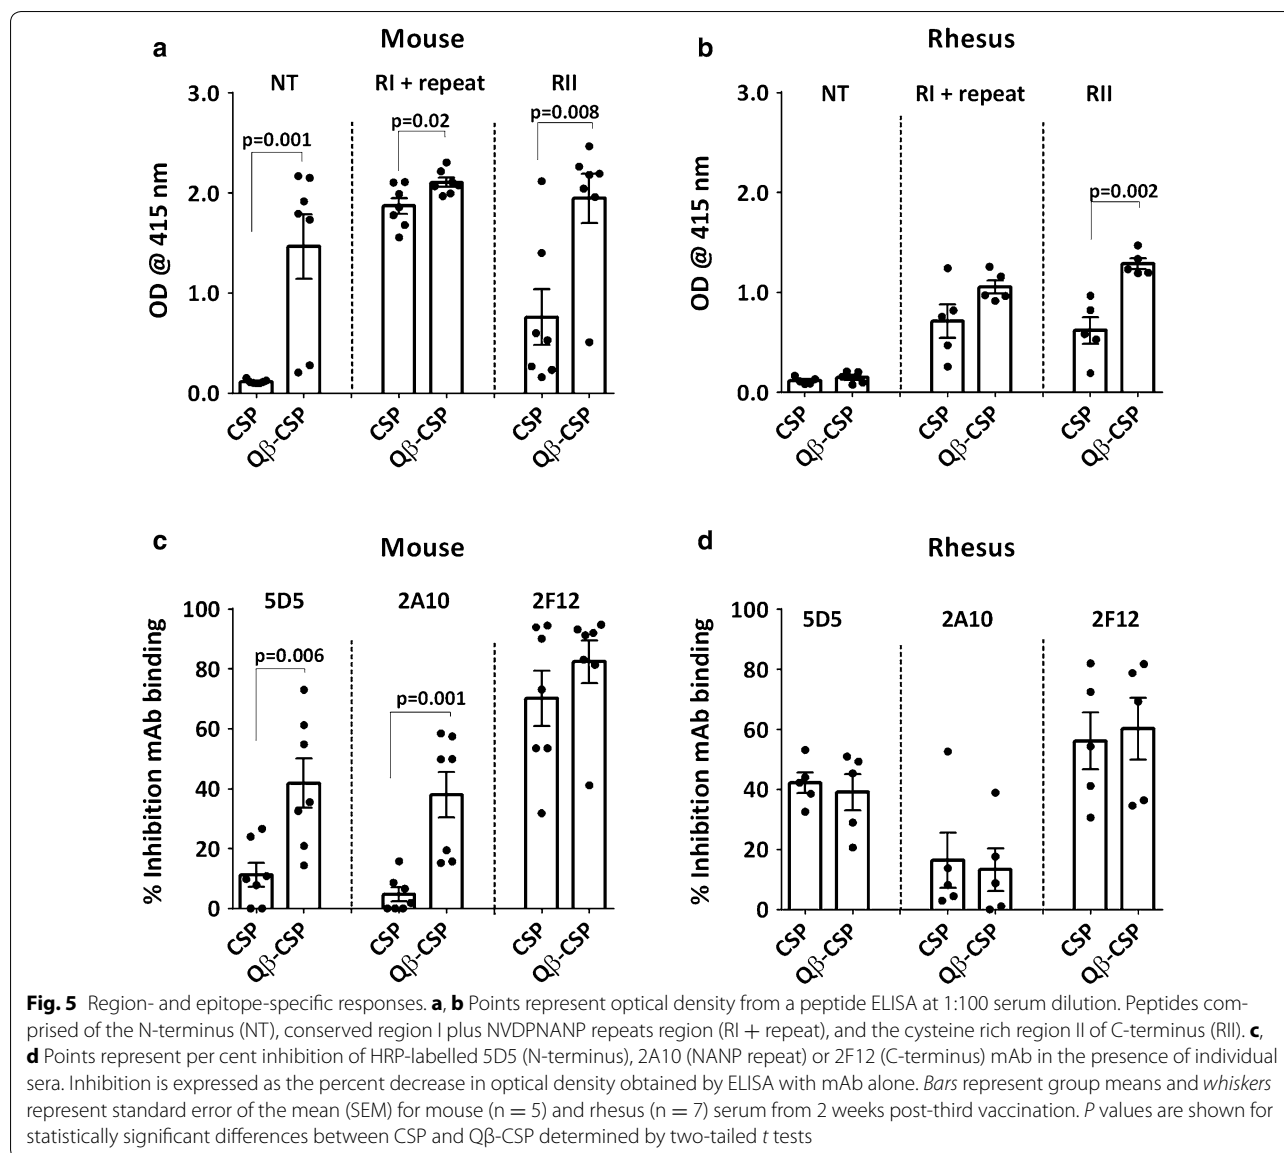 a
Mouse
NT
RI + repeat
RII
p=0.001
p=0.02
p=0.008
OD @ 415 nm
3.0
2.0
1.0
0.0
CSP
Qβ-CSP
CSP
Qβ-CSP
CSP
Qβ-CSP
b
Rhesus
NT
RI + repeat
RII
p=0.002
OD @ 415 nm
3.0
2.0
1.0
0.0
CSP
Qβ-CSP
CSP
Qβ-CSP
CSP
Qβ-CSP
c
Mouse
5D5
2A10
2F12
p=0.006
p=0.001
% Inhibition mAb binding
100
80
60
40
20
0
CSP
Qβ-CSP
CSP
Qβ-CSP
CSP
Qβ-CSP
d
Rhesus
5D5
2A10
2F12
% Inhibition mAb binding
100
80
60
40
20
0
CSP
Qβ-CSP
CSP
Qβ-CSP
CSP
Qβ-CSP
Fig. 5 Region- and epitope-specific responses. a, b Points represent optical density from a peptide ELISA at 1:100 serum dilution. Peptides com-
prised of the N-terminus (NT), conserved region I plus NVDPNANP repeats region (RI + repeat), and the cysteine rich region II of C-terminus (RII). c,
d Points represent per cent inhibition of HRP-labelled 5D5 (N-terminus), 2A10 (NANP repeat) or 2F12 (C-terminus) mAb in the presence of individual
sera. Inhibition is expressed as the percent decrease in optical density obtained by ELISA with mAb alone. Bars represent group means and whiskers
represent standard error of the mean (SEM) for mouse (n = 5) and rhesus (n = 7) serum from 2 weeks post-third vaccination. P values are shown for
statistically significant differences between CSP and Qβ-CSP determined by two-tailed t tests